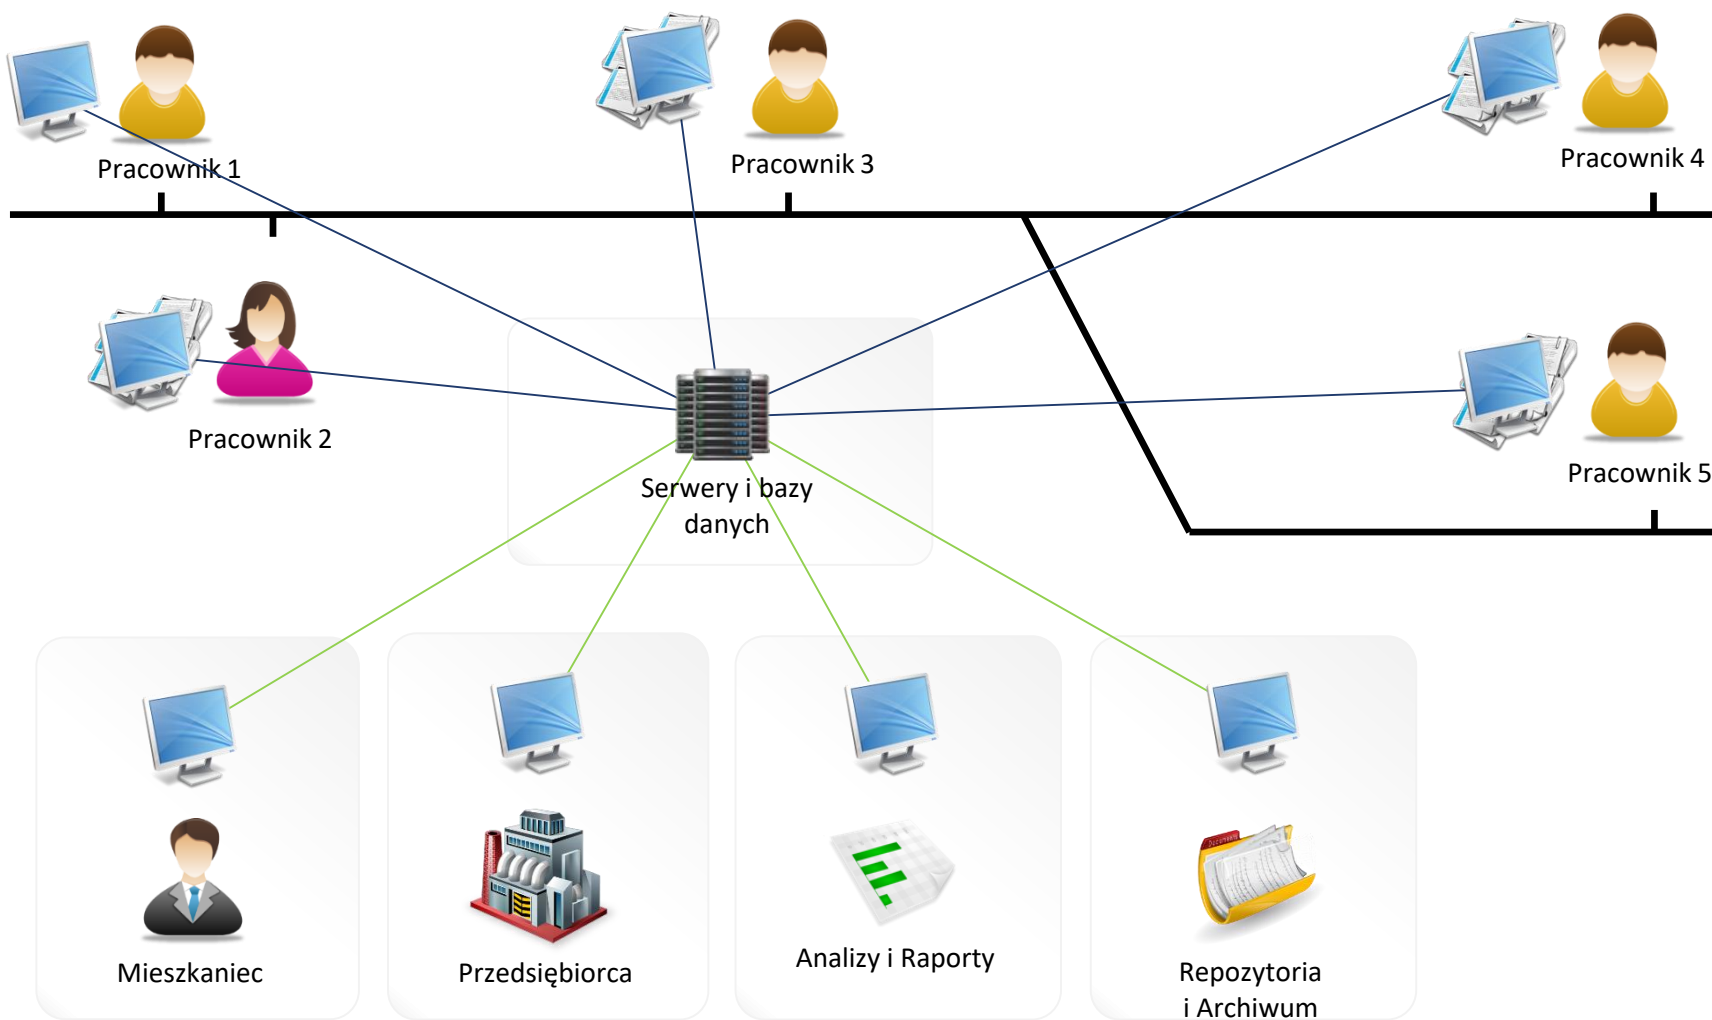 Pracownik 1
Pracownik 3
Pracownik 4
Pracownik 2
Pracownik 5
Serwery i bazy
danych
Mieszkaniec
Przedsiębiorca
Analizy i Raporty
Repozytoria
i Archiwum